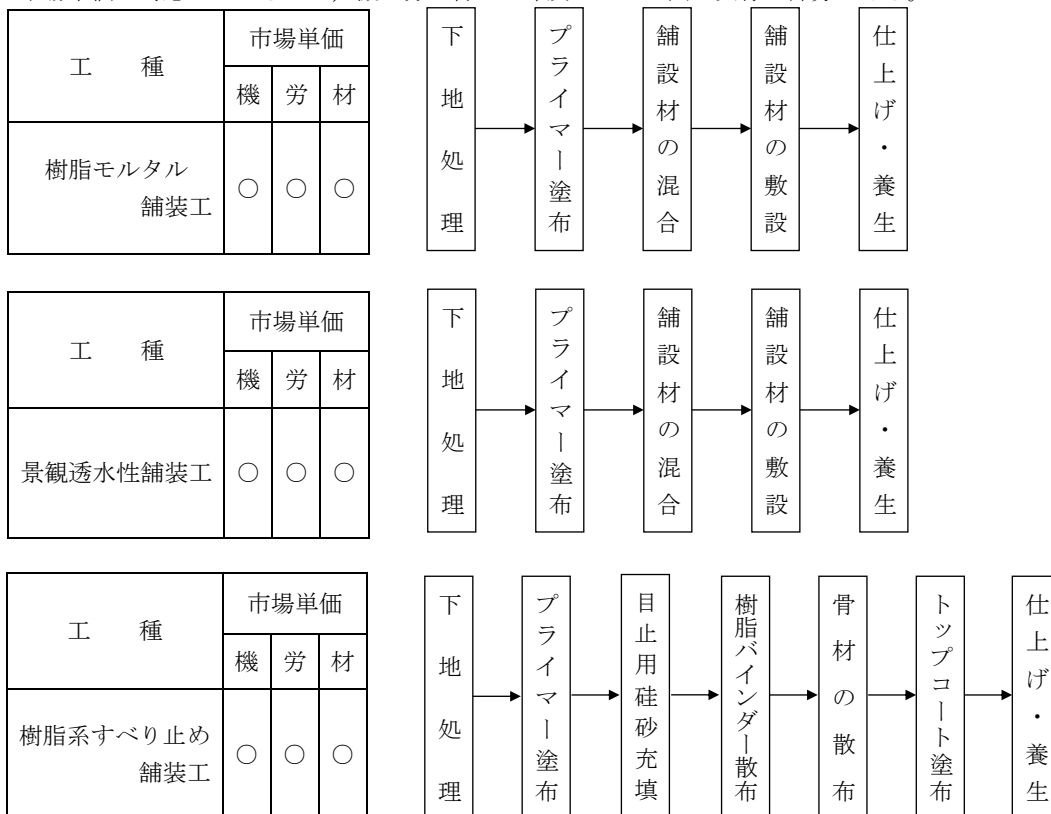 工　種
市場単価
機 労 材
樹脂モルタル
舗装工
○ ○ ○
下地処理
プライマー塗布
舗設材の混合
舗設材の敷設
仕上げ・養生
工　種
市場単価
機 労 材
景観透水性舗装工
○ ○ ○
下地処理
プライマー塗布
舗設材の混合
舗設材の敷設
仕上げ・養生
工　種
市場単価
機 労 材
樹脂系すべり止め
舗装工
○ ○ ○
下地処理
プライマー塗布
目止用硅砂充填
樹脂バインダー散布
骨材の散布
トップコート塗布
仕上げ・養生